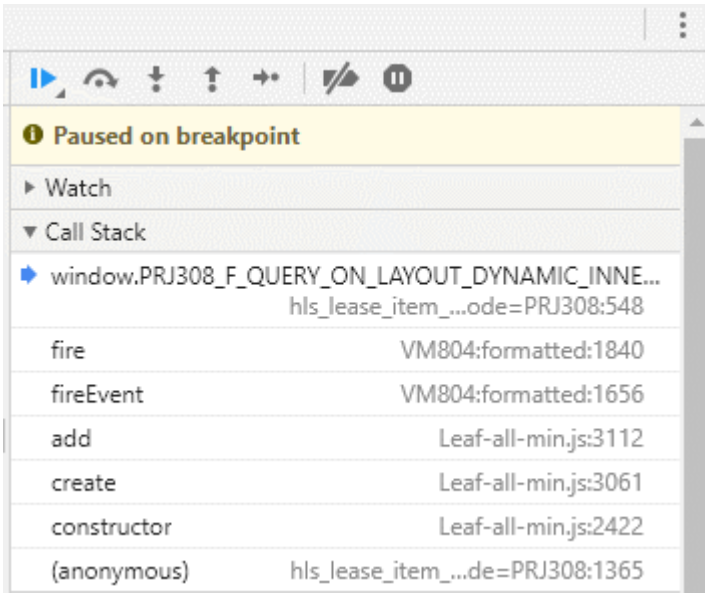 Paused on breakpoint
Watch
Call Stack
window.PRJ308_F_QUERY_ON_LAYOUT_DYNAMIC_INNE...
hls_lease_item_...ode=PRJ308:548
fire VM804:formatted:1840
fireEvent VM804:formatted:1656
add Leaf-all-min.js:3112
create Leaf-all-min.js:3061
constructor Leaf-all-min.js:2422
(anonymous) hls_lease_item_...de=PRJ308:1365